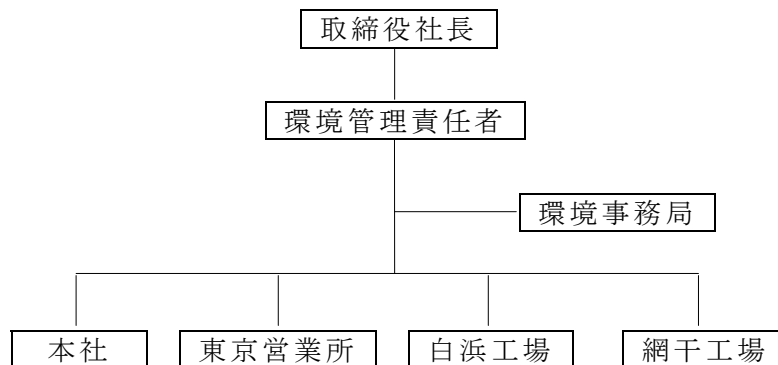 取締役社長
環境管理責任者
環境事務局
本社
東京営業所
白浜工場
網干工場